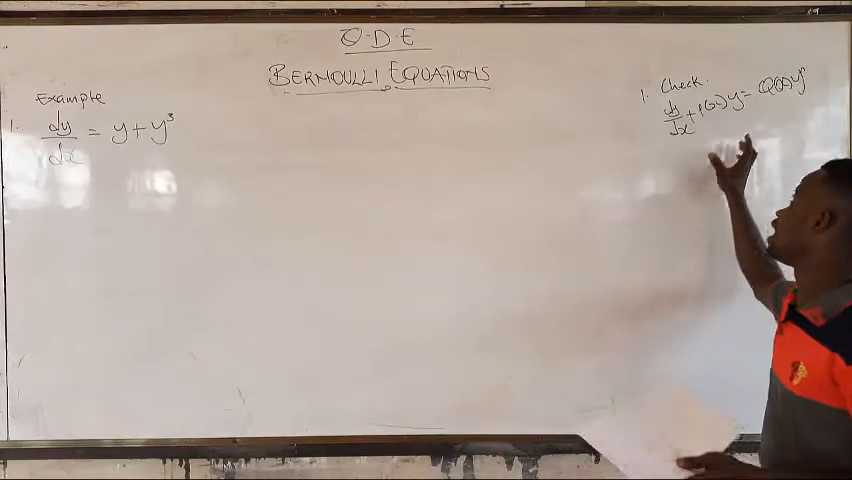 O.D.E
BERNOULLI EQUATIONS
Example
1. dy/dx = y + y³
1. Check.
dy/dx + P(x)y = Q(x)yⁿ